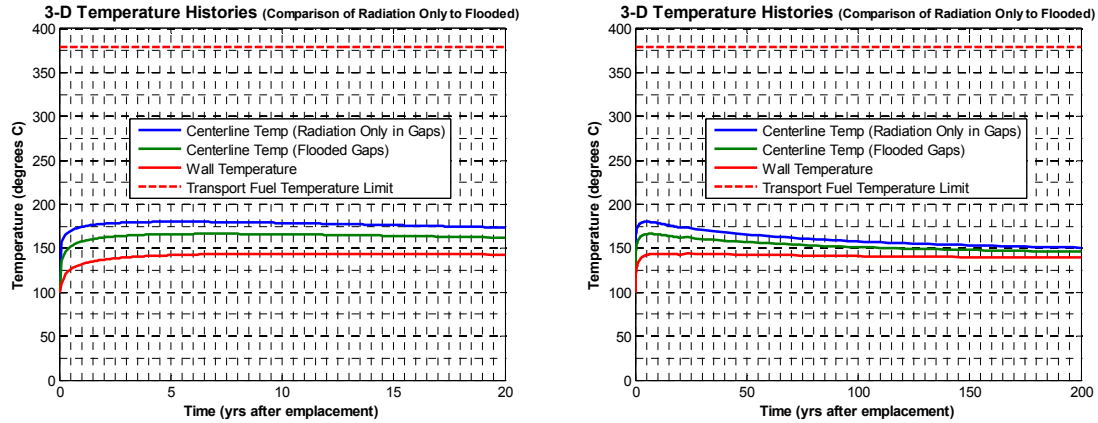 3-D Temperature Histories (Comparison of Radiation Only to Flooded)
400
350
300
250
200
150
100
50
0
Temperature (degrees C)
Centerline Temp (Radiation Only in Gaps)
Centerline Temp (Flooded Gaps)
Wall Temperature
Transport Fuel Temperature Limit
0 5 10 15 20
Time (yrs after emplacement)
3-D Temperature Histories (Comparison of Radiation Only to Flooded)
400
350
300
250
200
150
100
50
0
Temperature (degrees C)
Centerline Temp (Radiation Only in Gaps)
Centerline Temp (Flooded Gaps)
Wall Temperature
Transport Fuel Temperature Limit
0 50 100 150 200
Time (yrs after emplacement)